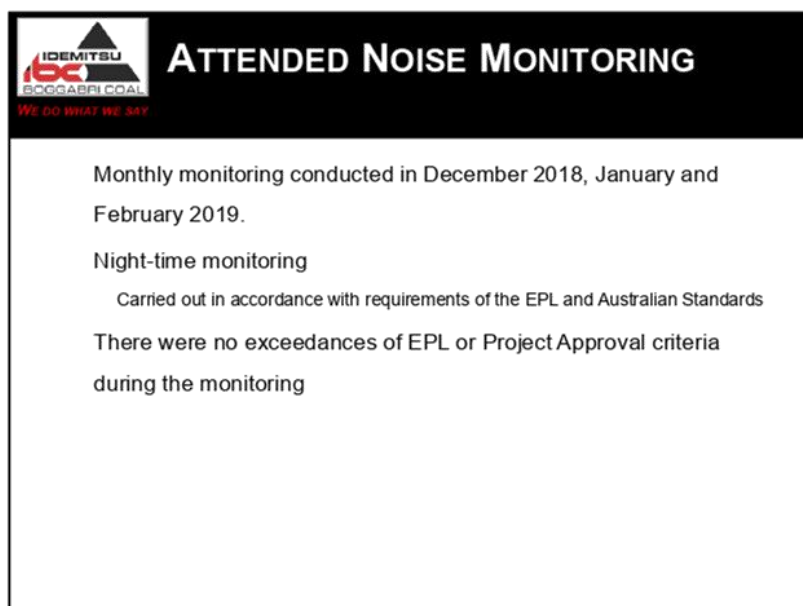 IDEMITSU
bc
BOGGABRI COAL
WE DO WHAT WE SAY
ATTENDED NOISE MONITORING
Monthly monitoring conducted in December 2018, January and
February 2019.
Night-time monitoring
Carried out in accordance with requirements of the EPL and Australian Standards
There were no exceedances of EPL or Project Approval criteria
during the monitoring